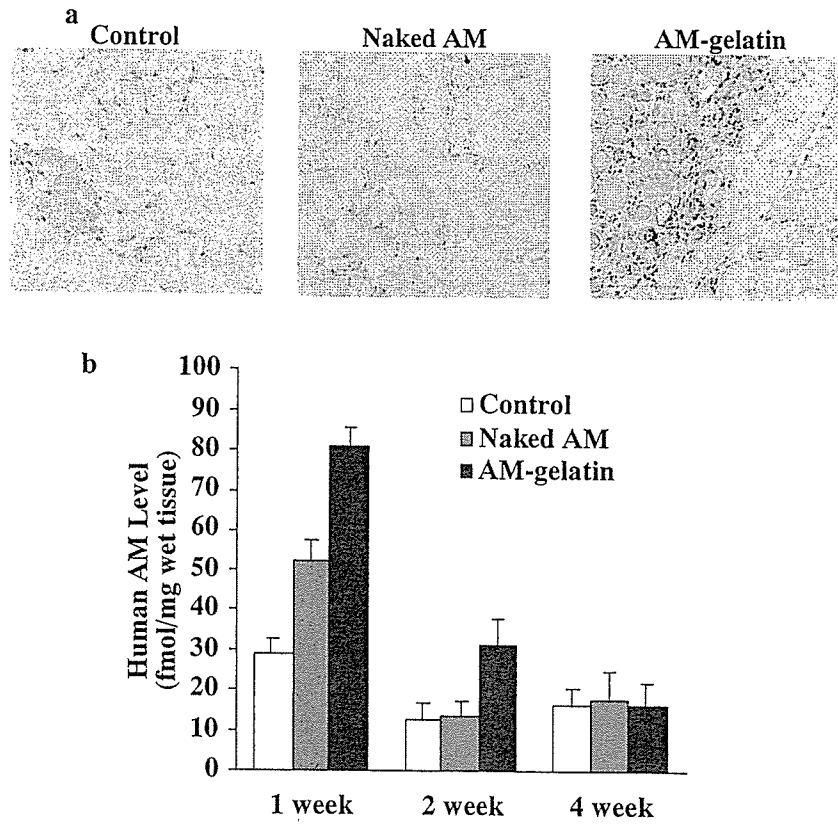 a
Control
Naked AM
AM-gelatin
b
Human AM Level
(fmol/mg wet tissue)
100
90
80
70
60
50
40
30
20
10
0
Control
Naked AM
AM-gelatin
1 week
2 week
4 week